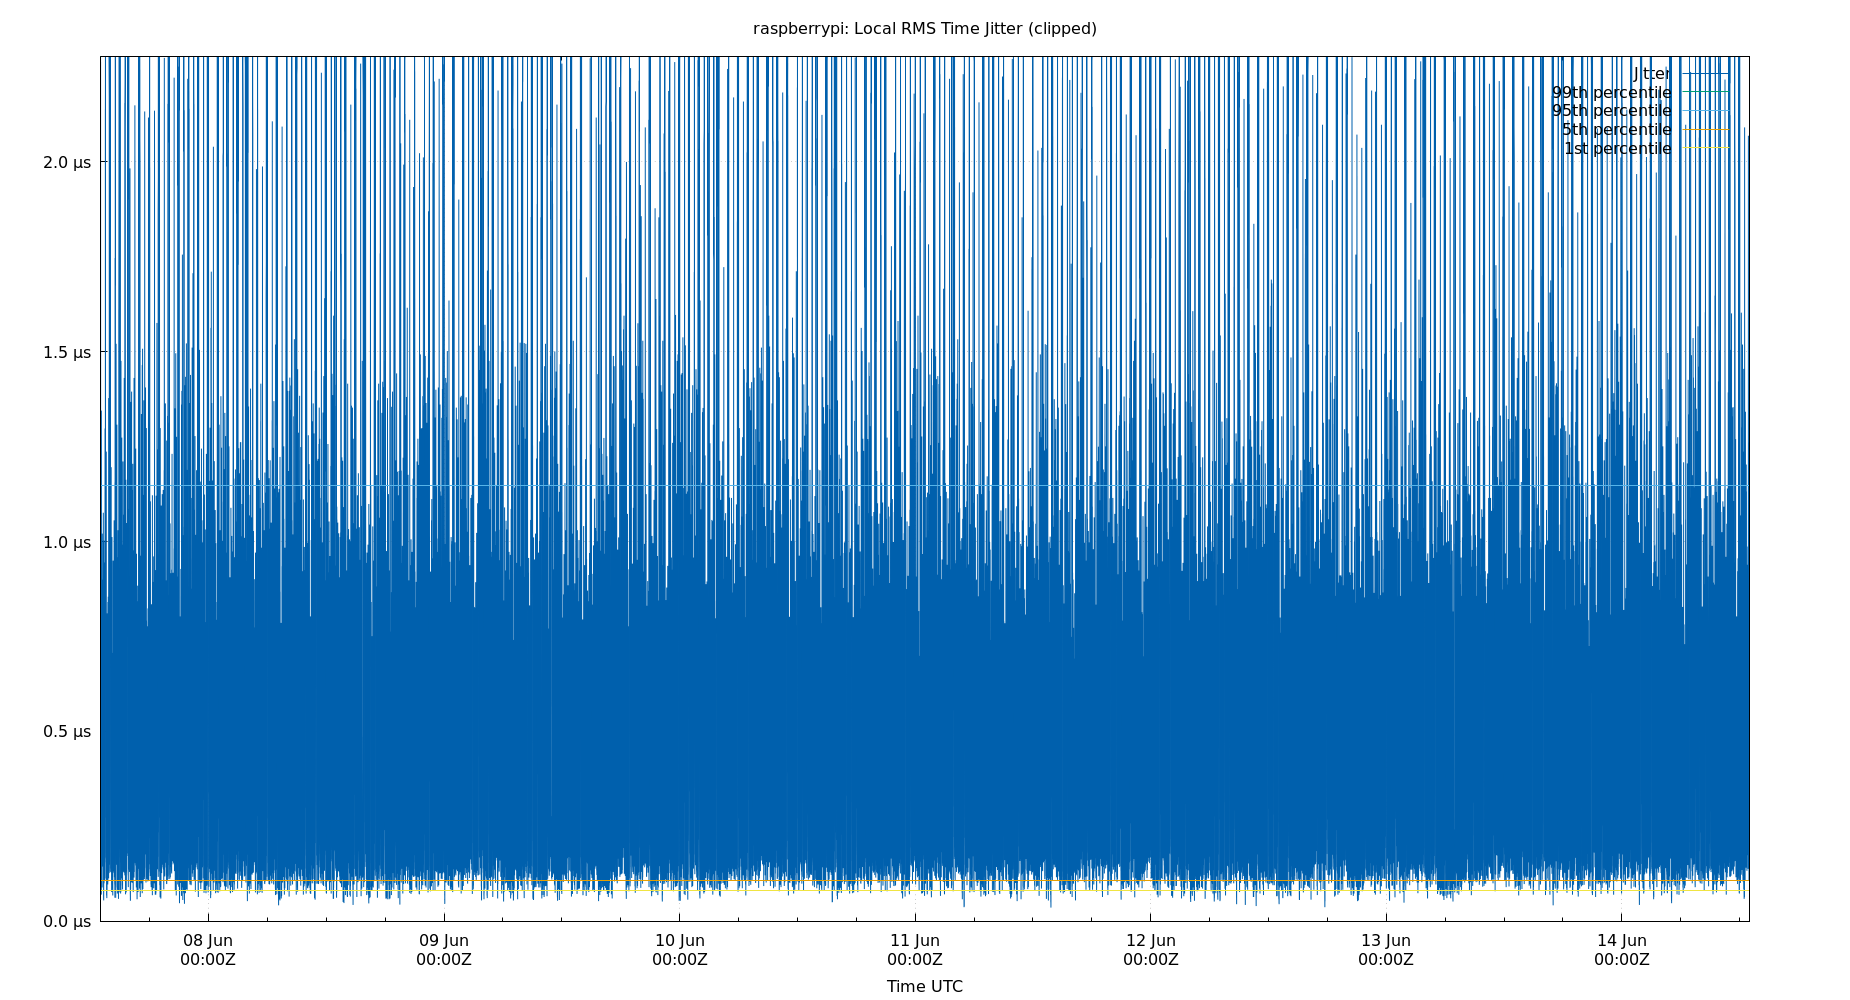 raspberrypi: Local RMS Time Jitter (clipped)
Jitter
99th percentile
95th percentile
5th percentile
1st percentile
2.0 µs
1.5 µs
1.0 µs
0.5 µs
0.0 µs
08 Jun 09 Jun 10 Jun 11 Jun 12 Jun 13 Jun 14 Jun
00:00Z 00:00Z 00:00Z 00:00Z 00:00Z 00:00Z 00:00Z
Time UTC